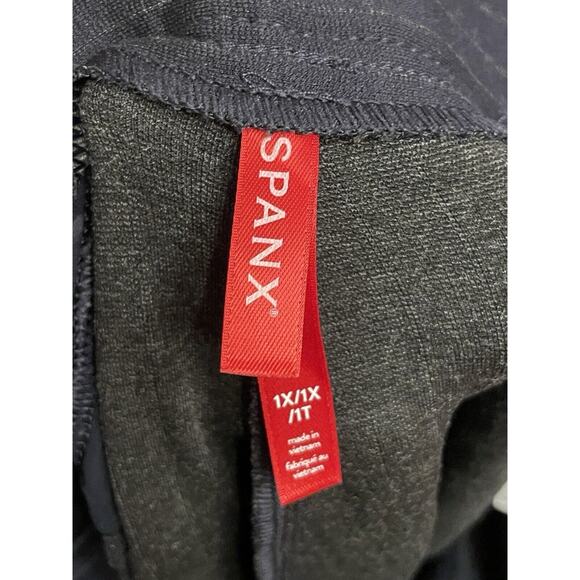 SPANX®
1X/1X
/1T
made in
vietnam
fabriqué au
vietnam